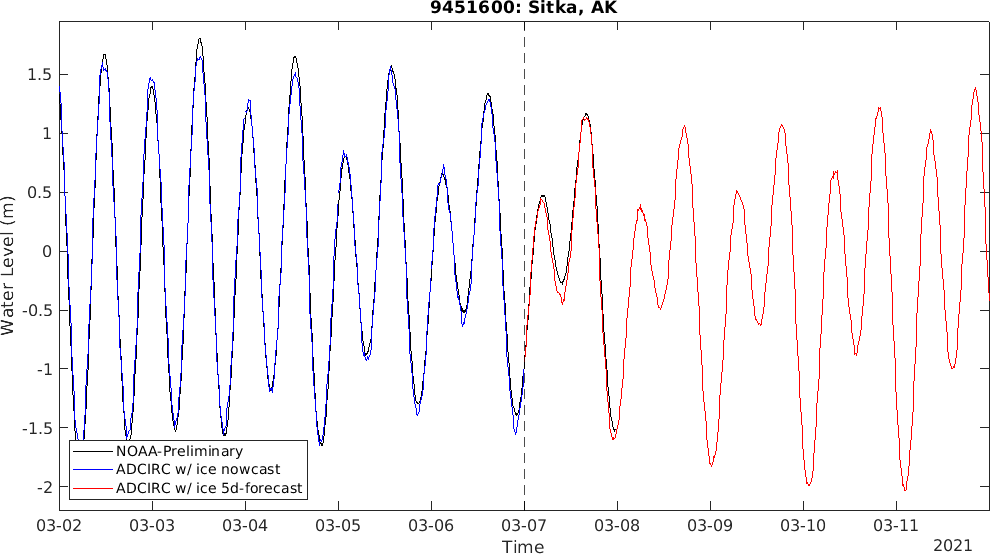 9451600: Sitka, AK
Water Level (m)
1.5
1
0.5
0
-0.5
-1
-1.5
-2
NOAA-Preliminary
ADCIRC w/ ice nowcast
ADCIRC w/ ice 5d-forecast
03-02 03-03 03-04 03-05 03-06 03-07 03-08 03-09 03-10 03-11
Time
2021